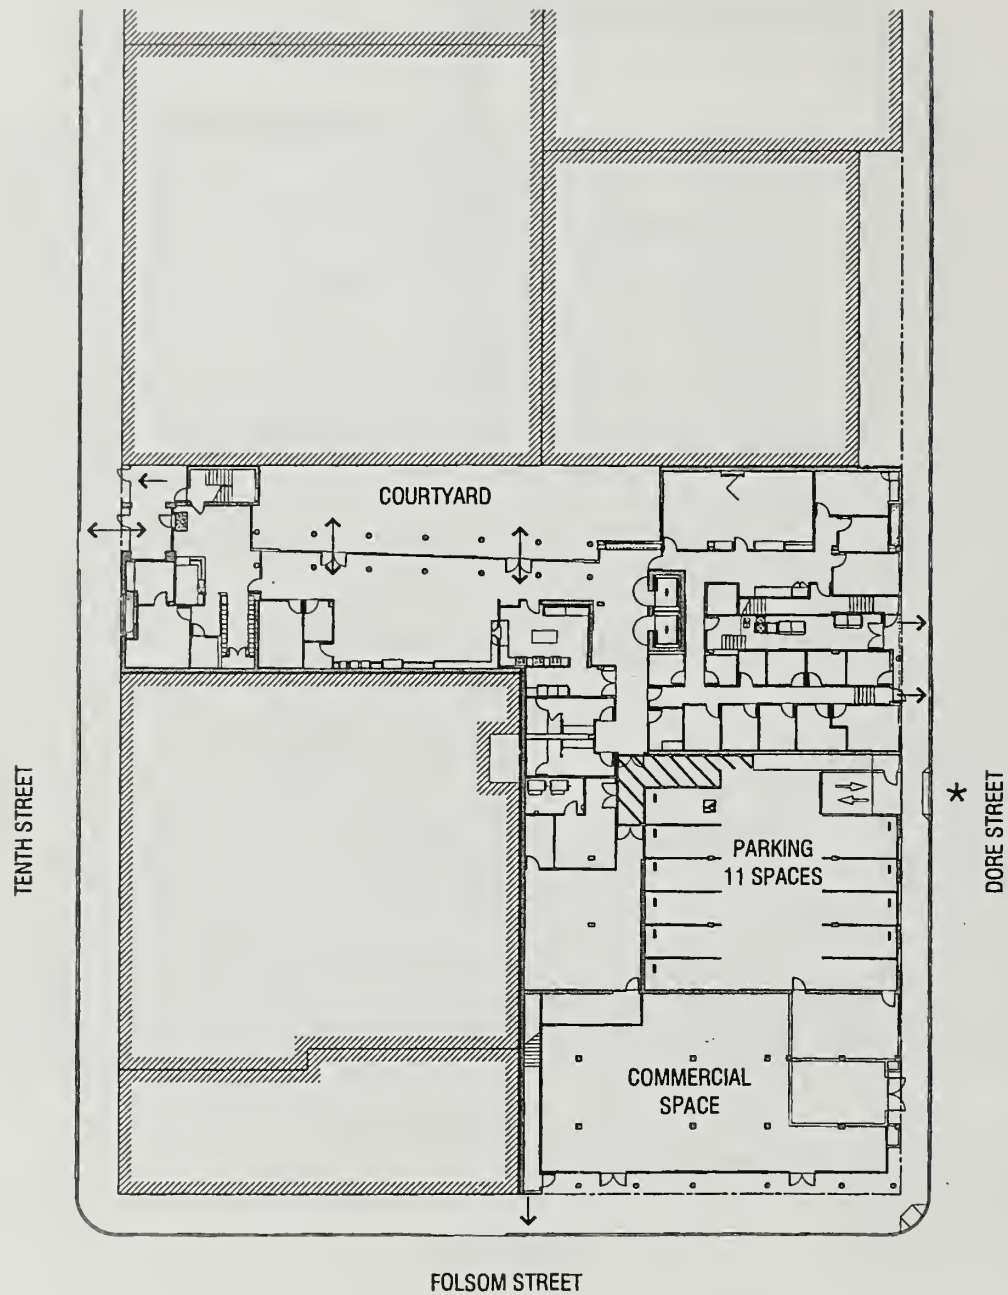 COURTYARD
TENTH STREET
DORE STREET
*
PARKING
11 SPACES
COMMERCIAL
SPACE
FOLSOM STREET